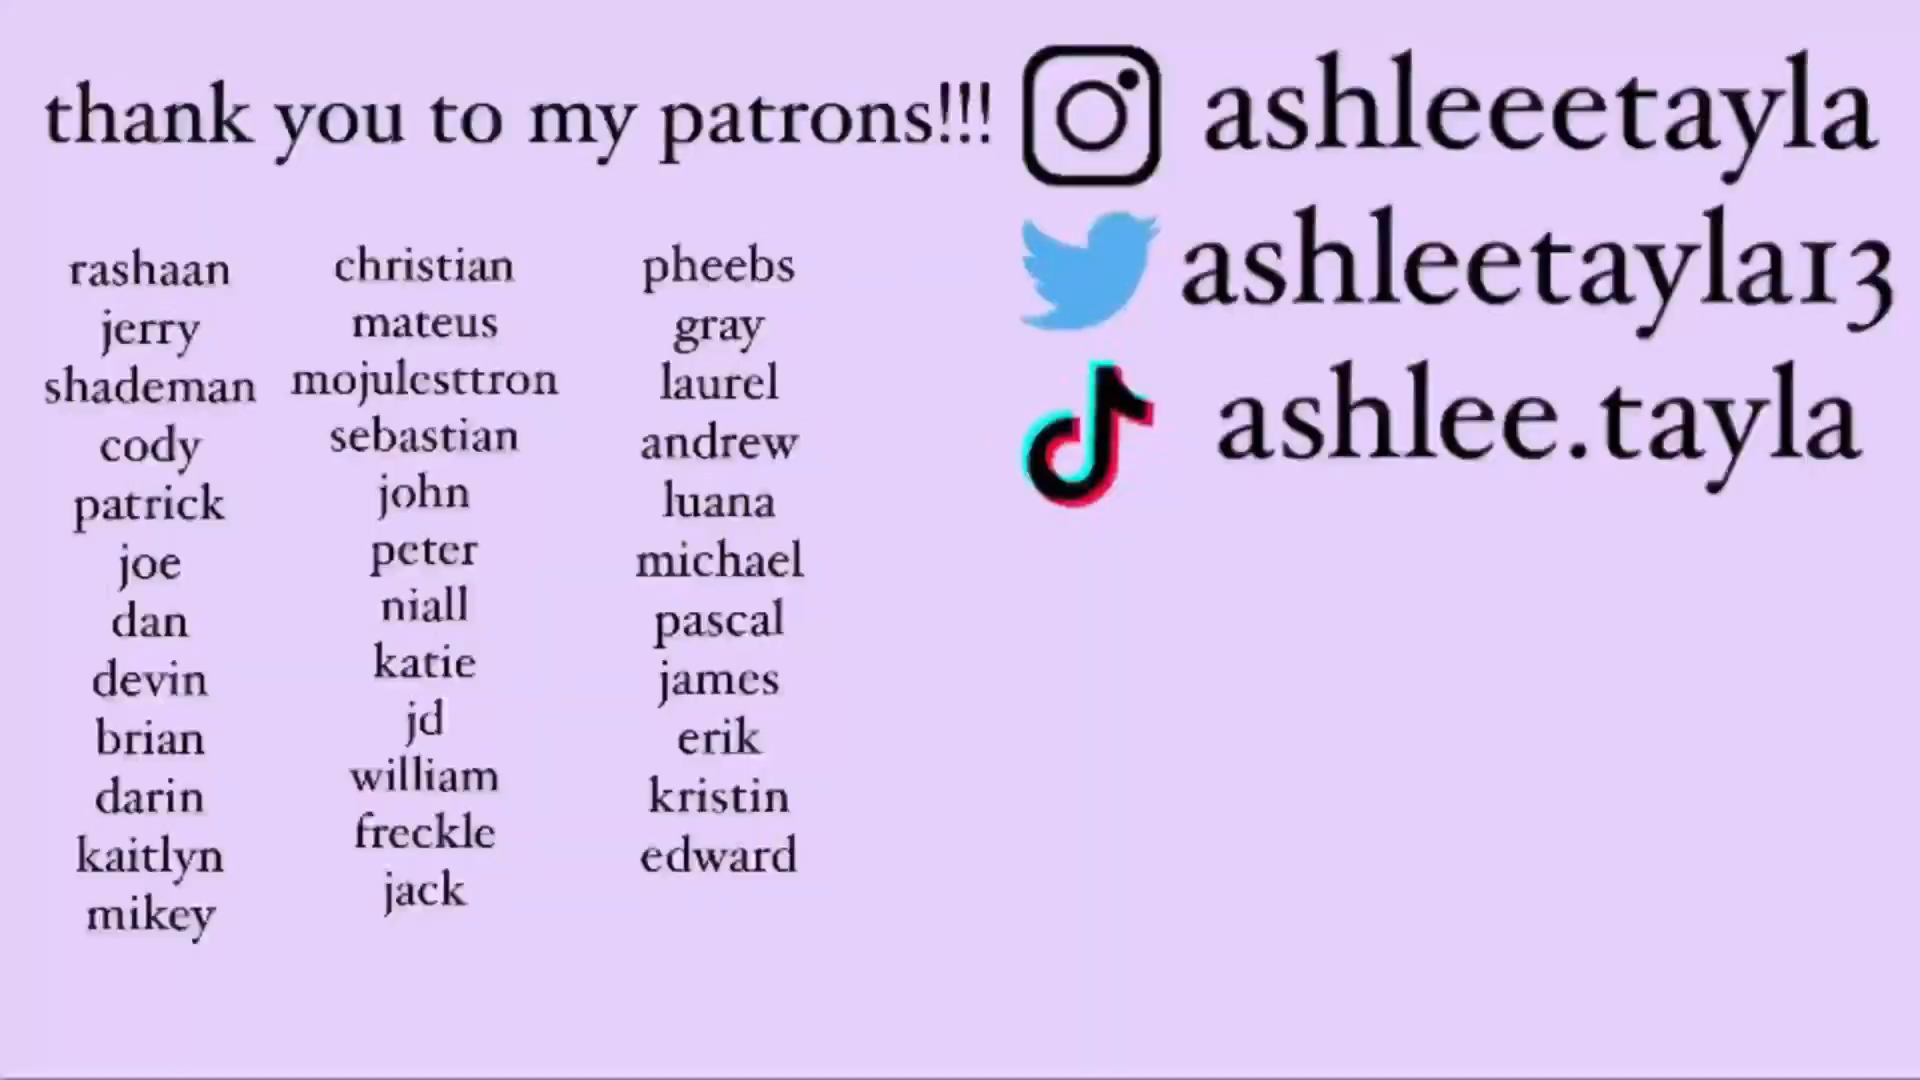 thank you to my patrons!!!
rashaan
jerry
shademan
cody
patrick
joe
dan
devin
brian
darin
kaitlyn
mikey
christian
mateus
mojulesttron
sebastian
john
peter
niall
katie
jd
william
freckle
jack
pheebs
gray
laurel
andrew
luana
michael
pascal
james
erik
kristin
edward
ashleeetayla
ashleetayla13
ashlee.tayla